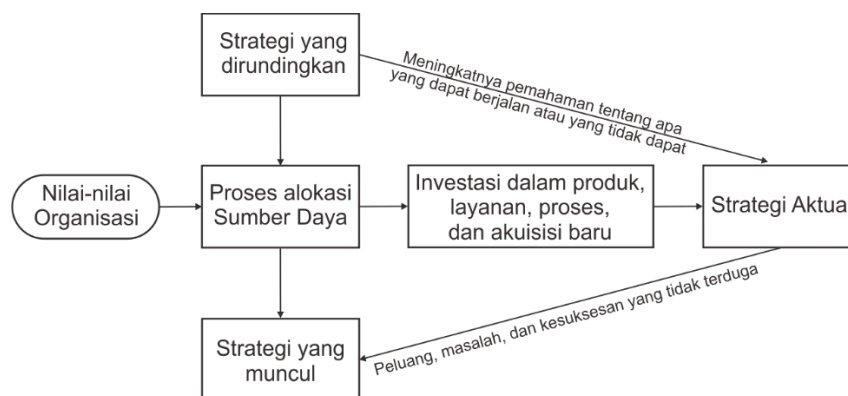 Strategi yang
dirundingkan
Meningkatnya pemahaman tentang apa
yang dapat berjalan atau yang tidak dapat
Nilai-nilai
Organisasi
Proses alokasi
Sumber Daya
Investasi dalam produk,
layanan, proses,
dan akuisisi baru
Strategi Aktua
Peluang, masalah, dan kesuksesan yang tidak terduga
Strategi yang
muncul